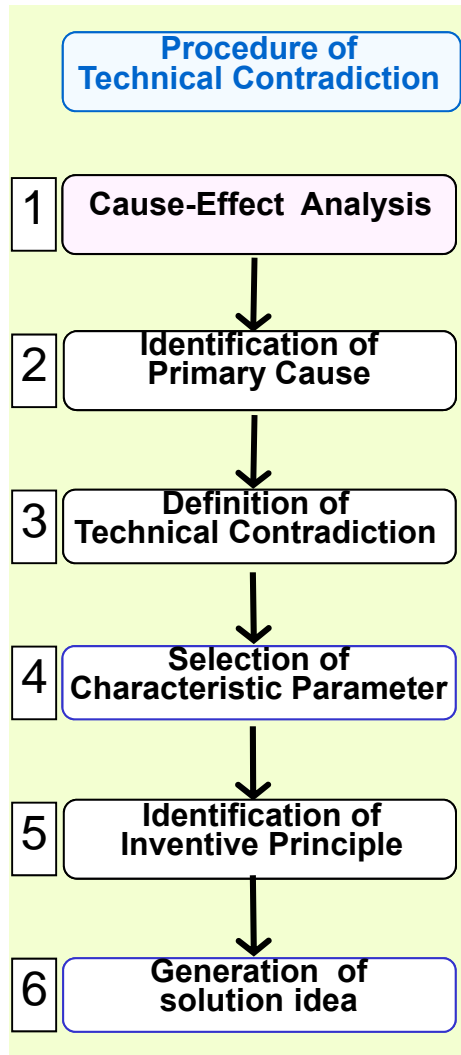 Procedure of
Technical Contradiction
1
Cause-Effect Analysis
2
Identification of
Primary Cause
3
Definition of
Technical Contradiction
4
Selection of
Characteristic Parameter
5
Identification of
Inventive Principle
6
Generation of
solution idea